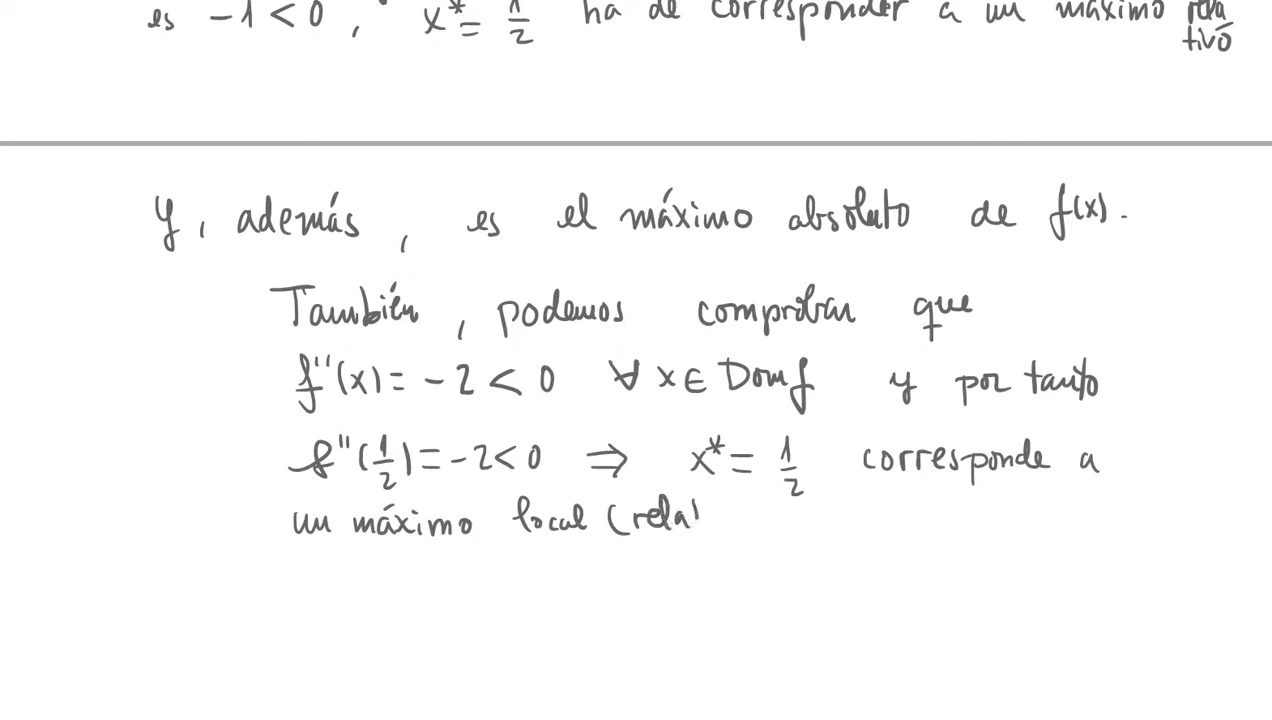 es -1 < 0, x* = 1/2 ha de corresponder a un máximo rela
tivo
Y, además, es el máximo absoluto de f(x).
También, podemos comprobar que
f''(x) = -2 < 0 ∀ x ∈ Dom f y por tanto
f''(1/2) = -2 < 0 ⇒ x* = 1/2 corresponde a
un máximo local (rela